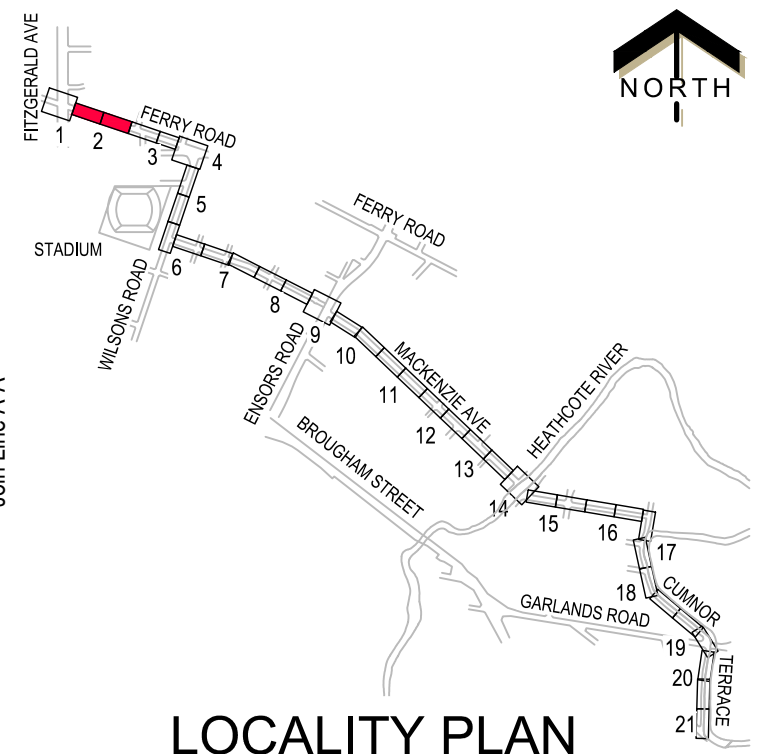 FITZGERALD AVE
NORTH
FERRY ROAD
1
2
3
4
5
STADIUM
6
WILSONS ROAD
7
8
FERRY ROAD
9
ENSORS ROAD
10
MACKENZIE AVE
11
12
13
HEATHCOTE RIVER
BROUGHAM STREET
14
15
16
17
18
CUMNOR
TERRACE
GARLANDS ROAD
19
20
21
LOCALITY PLAN